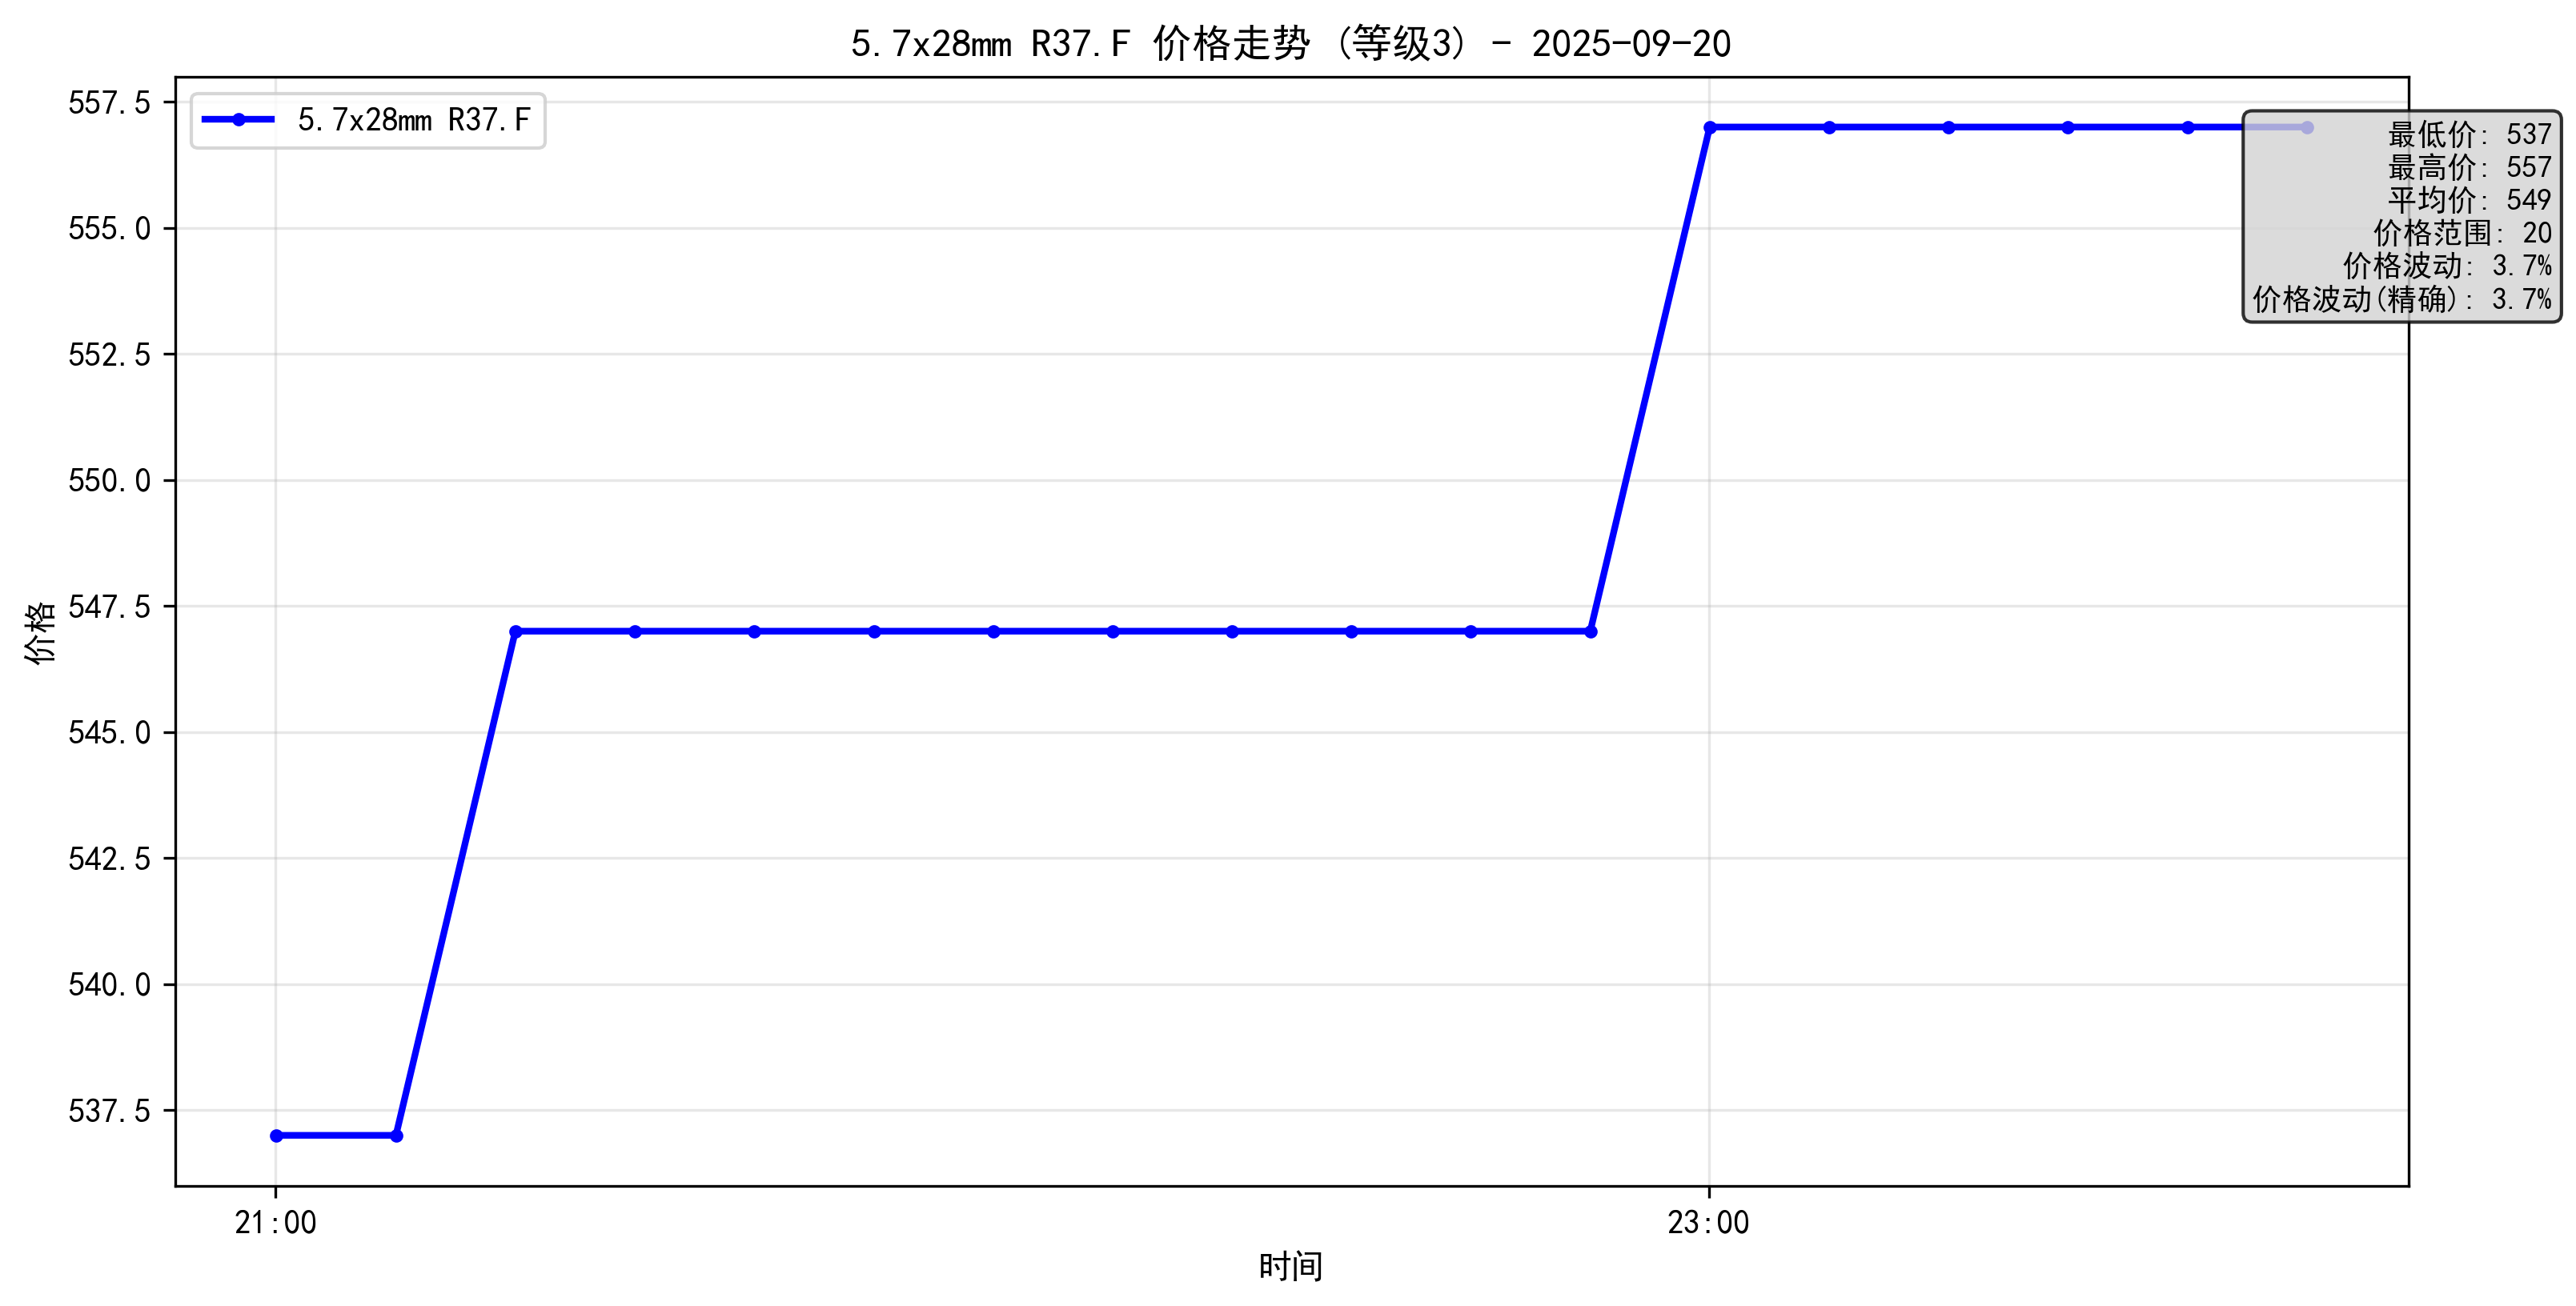 5.7x28mm R37.F 价格走势 (等级3) - 2025-09-20
5.7x28mm R37.F
最低价: 537
最高价: 557
平均价: 549
价格范围: 20
价格波动: 3.7%
价格波动(精确): 3.7%
价格
557.5
555.0
552.5
550.0
547.5
545.0
542.5
540.0
537.5
21:00
23:00
时间